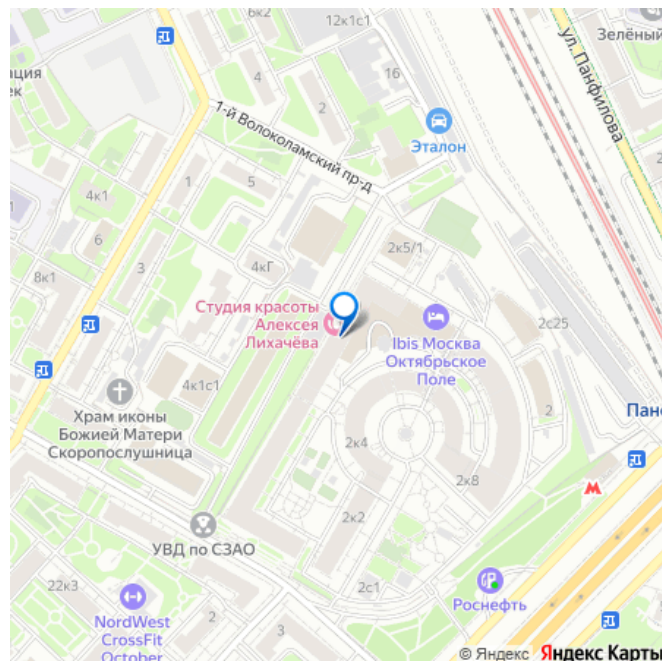 6к2
12к1с1
Зелёный
ация
ек
4
16
2
ул. Панфилова
Эталон
1-й Волоколамский пр-д
1
5
4к1
6
3
4кГ
2к5/1
8к1
Студия красоты
Алексея
Лихачёва
Ibis Москва
Октябрьское
Поле
2с25
4к1с1
2
Пано
Храм иконы
Божией Матери
Скоропослушница
2к4
2к8
М
УВД по СЗАО
2к2
22к3
2с1
Роснефть
NordWest
CrossFit
October
2
1
3
© Яндекс Яндекс Карты